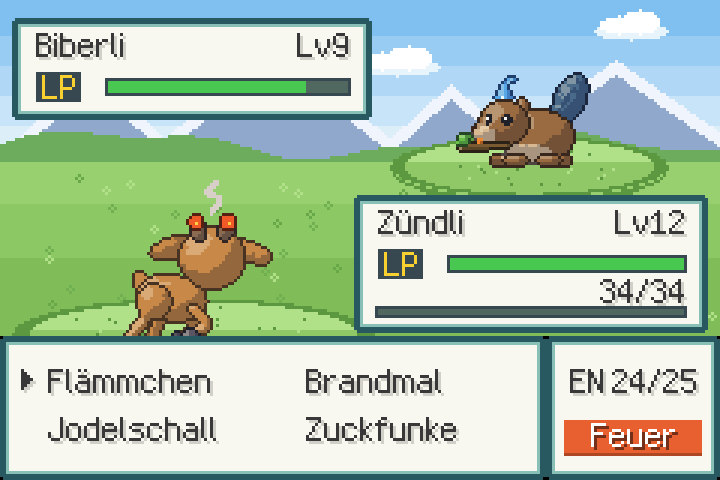 Biberli Lv9
LP
Zündli Lv12
LP
34/34
Flämmchen Brandmal
Jodelschall Zuckfunke
EN 24/25
Feuer